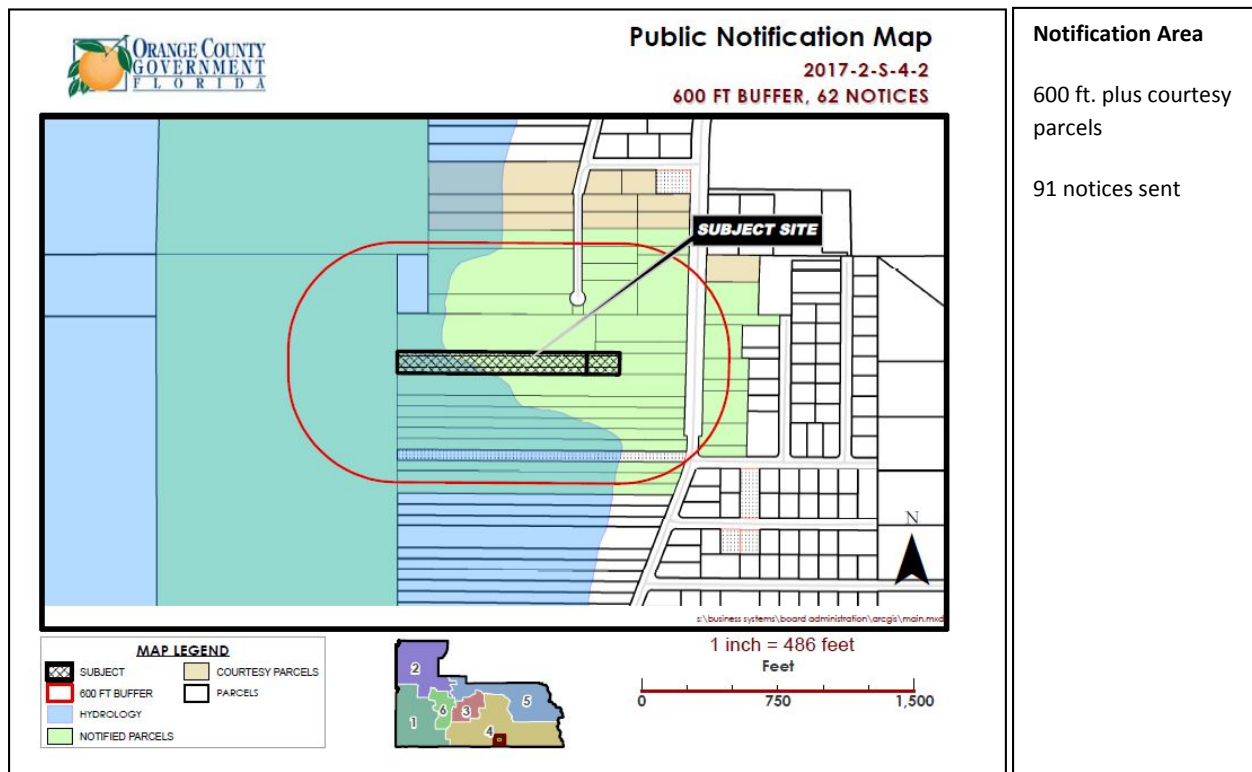 ORANGE COUNTY
GOVERNMENT
FLORIDA
Public Notification Map
2017-2-S-4-2
600 FT BUFFER, 62 NOTICES
SUBJECT SITE
N
s:\business systems\board administration\arcgis\main.mxd
MAP LEGEND
SUBJECT
600 FT BUFFER
HYDROLOGY
NOTIFIED PARCELS
COURTESY PARCELS
PARCELS
2
1
6
3
5
4
1 inch = 486 feet
Feet
0 750 1,500
Notification Area
600 ft. plus courtesy
parcels
91 notices sent